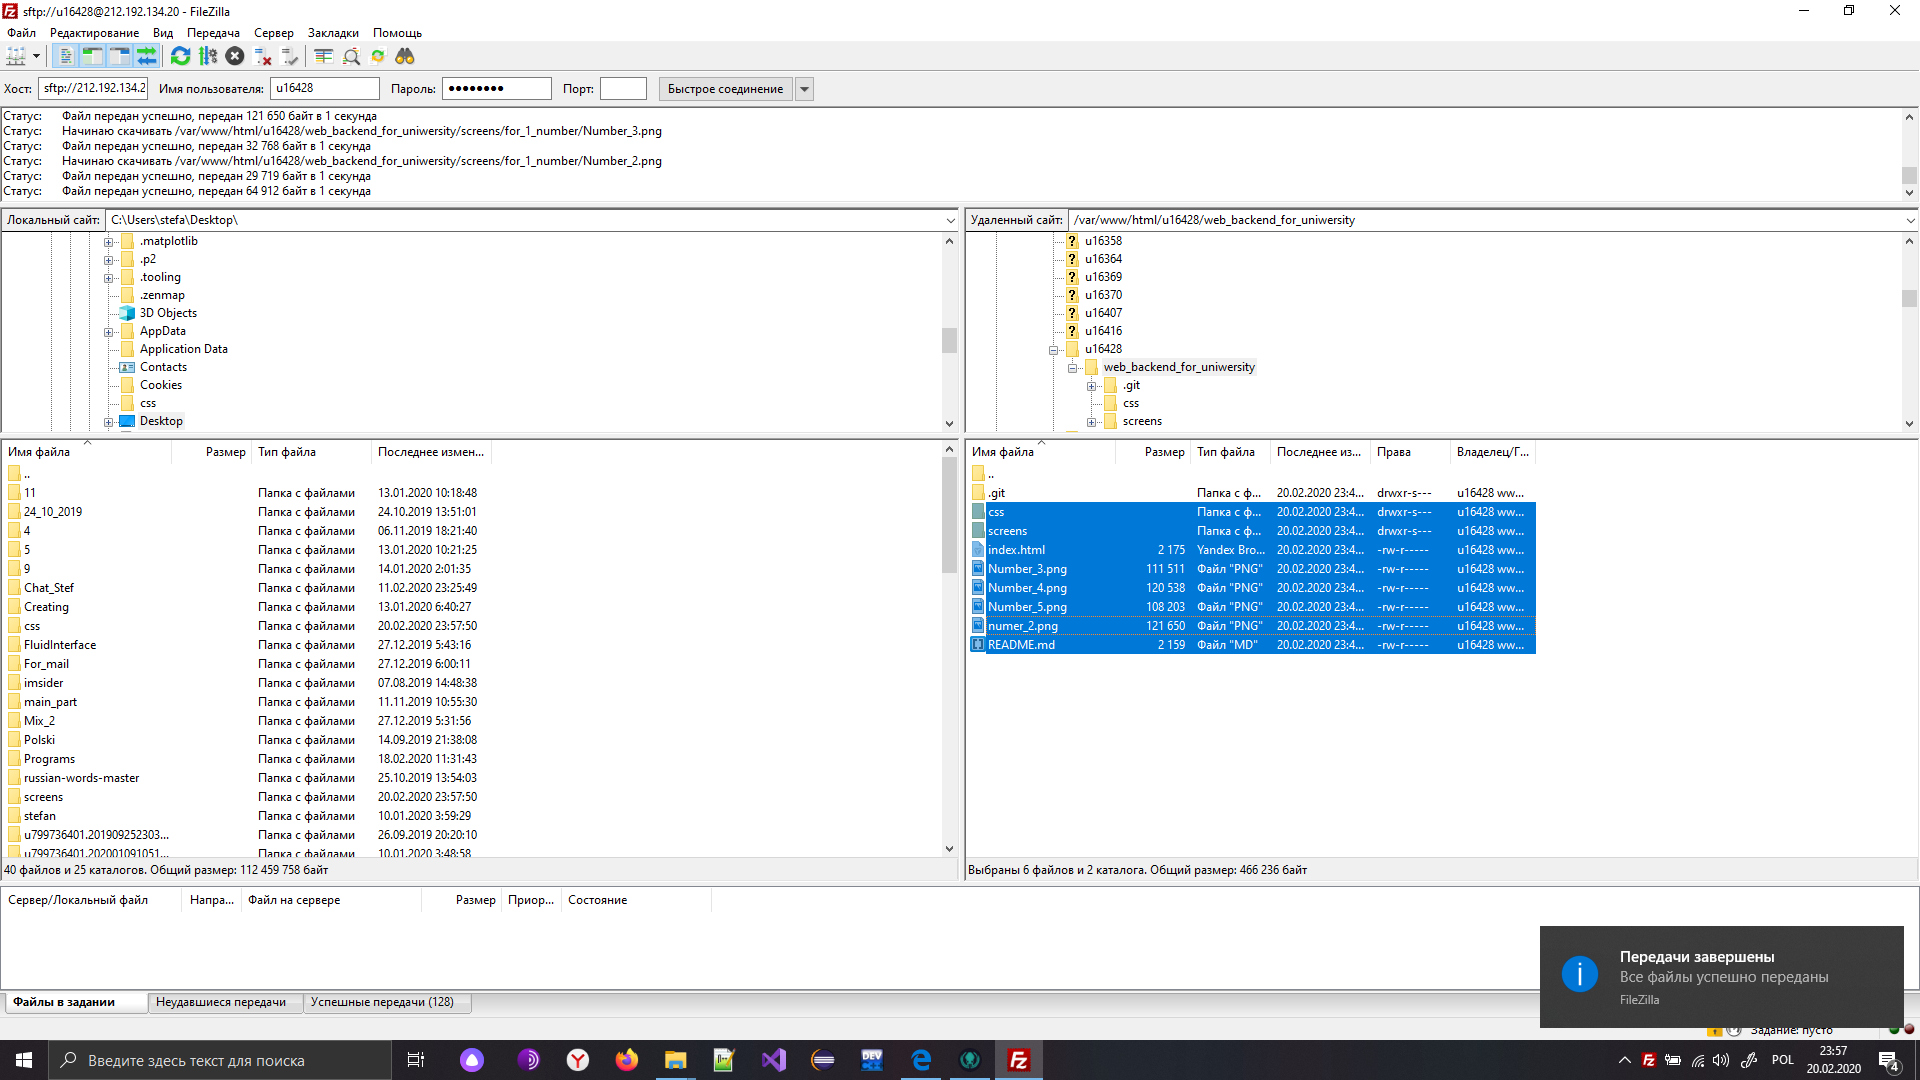 sftp://u16428@212.192.134.20 - FileZilla
Файл Редактирование Вид Передача Сервер Закладки Помощь
Хост: sftp://212.192.134.2 Имя пользователя: u16428 Пароль: ●●●●●●●● Порт: Быстрое соединение
Статус: Файл передан успешно, передан 121 650 байт в 1 секунда
Статус: Начинаю скачивать /var/www/html/u16428/web_backend_for_uniwersity/screens/for_1_number/Number_3.png
Статус: Файл передан успешно, передан 32 768 байт в 1 секунда
Статус: Начинаю скачивать /var/www/html/u16428/web_backend_for_uniwersity/screens/for_1_number/Number_2.png
Статус: Файл передан успешно, передан 29 719 байт в 1 секунда
Статус: Файл передан успешно, передан 64 912 байт в 1 секунда
Локальный сайт: C:\Users\stefa\Desktop\
.matplotlib
.p2
.tooling
.zenmap
3D Objects
AppData
Application Data
Contacts
Cookies
css
Desktop
Имя файла Размер Тип файла Последнее измен...
..
11 Папка с файлами 13.01.2020 10:18:48
24_10_2019 Папка с файлами 24.10.2019 13:51:01
4 Папка с файлами 06.11.2019 18:21:40
5 Папка с файлами 13.01.2020 10:21:25
9 Папка с файлами 14.01.2020 2:01:35
Chat_Stef Папка с файлами 11.02.2020 23:25:49
Creating Папка с файлами 13.01.2020 6:40:27
css Папка с файлами 20.02.2020 23:57:50
FluidInterface Папка с файлами 27.12.2019 5:43:16
For_mail Папка с файлами 27.12.2019 6:00:11
imsider Папка с файлами 07.08.2019 14:48:38
main_part Папка с файлами 11.11.2019 10:55:30
Mix_2 Папка с файлами 27.12.2019 5:31:56
Polski Папка с файлами 14.09.2019 21:38:08
Programs Папка с файлами 18.02.2020 11:31:43
russian-words-master Папка с файлами 25.10.2019 13:54:03
screens Папка с файлами 20.02.2020 23:57:50
stefan Папка с файлами 10.01.2020 3:59:29
u799736401.201909252303... Папка с файлами 26.09.2019 20:20:10
u799736401.202001091051... Папка с файлами 10.01.2020 3:48:58
40 файлов и 25 каталогов. Общий размер: 112 459 758 байт
Удаленный сайт: /var/www/html/u16428/web_backend_for_uniwersity
u16358
u16364
u16369
u16370
u16407
u16416
u16428
web_backend_for_uniwersity
.git
css
screens
Имя файла Размер Тип файла Последнее из... Права Владелец/Г...
..
.git Папка с ф... 20.02.2020 23:4... drwxr-s--- u16428 ww...
css Папка с ф... 20.02.2020 23:4... drwxr-s--- u16428 ww...
screens Папка с ф... 20.02.2020 23:4... drwxr-s--- u16428 ww...
index.html 2 175 Yandex Bro... 20.02.2020 23:4... -rw-r----- u16428 ww...
Number_3.png 111 511 Файл "PNG" 20.02.2020 23:4... -rw-r----- u16428 ww...
Number_4.png 120 538 Файл "PNG" 20.02.2020 23:4... -rw-r----- u16428 ww...
Number_5.png 108 203 Файл "PNG" 20.02.2020 23:4... -rw-r----- u16428 ww...
numer_2.png 121 650 Файл "PNG" 20.02.2020 23:4... -rw-r----- u16428 ww...
README.md 2 159 Файл "MD" 20.02.2020 23:4... -rw-r----- u16428 ww...
Выбраны 6 файлов и 2 каталога. Общий размер: 466 236 байт
Сервер/Локальный файл Напра... Файл на сервере Размер Приор... Состояние
Передачи завершены
Все файлы успешно переданы
FileZilla
Файлы в задании Неудавшиеся передачи Успешные передачи (128)
Задание: пусто
Введите здесь текст для поиска
DEV
POL
23:57
20.02.2020
4